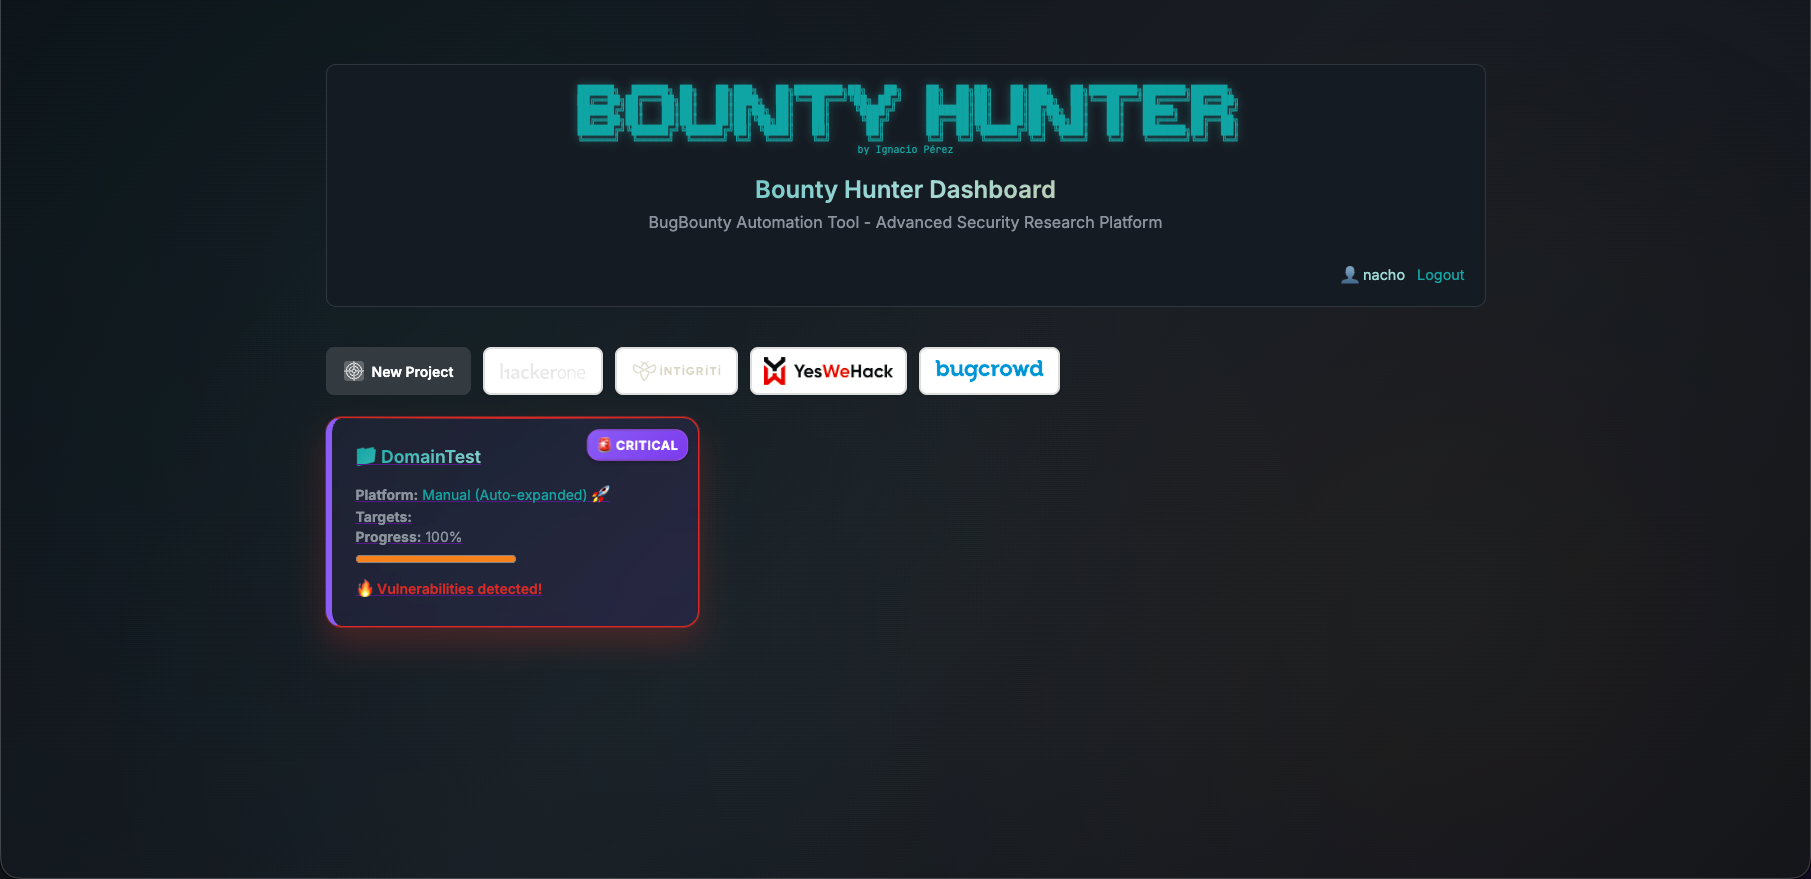 BOUNTY HUNTER
by Ignacio Pérez
Bounty Hunter Dashboard
BugBounty Automation Tool - Advanced Security Research Platform
nacho Logout
New Project
hackerone
INTIGRITI
YesWeHack
bugcrowd
DomainTest
CRITICAL
Platform: Manual (Auto-expanded)
Targets:
Progress: 100%
Vulnerabilities detected!